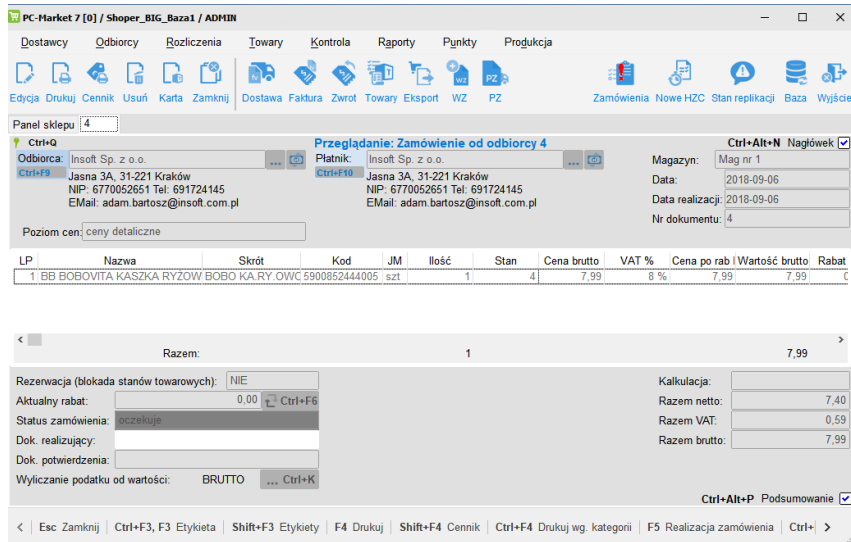 PC-Market 7 [0] / Shoper_BIG_Baza1 / ADMIN
Dostawcy Odbiorcy Rozliczenia Towary Kontrola Raporty Punkty Produkcja
Edycja Drukuj Cennik Usuń Karta Zamknij Dostawa Faktura Zwrot Towary Eksport WZ PZ Zamówienia Nowe HZC Stan replikacji Baza Wyjście
Panel sklepu 4
Ctrl+Q Przeglądanie: Zamówienie od odbiorcy 4 Ctrl+Alt+N Nagłówek
Odbiorca: Insoft Sp. z o.o. ... Płatnik: Insoft Sp. z o.o. ... Magazyn: Mag nr 1
Ctrl+F9 Jasna 3A, 31-221 Kraków Ctrl+F10 Jasna 3A, 31-221 Kraków
NIP: 6770052651 Tel: 691724145 NIP: 6770052651 Tel: 691724145 Data: 2018-09-06
EMail: adam.bartosz@insoft.com.pl EMail: adam.bartosz@insoft.com.pl Data realizacji: 2018-09-06
Nr dokumentu: 4
Poziom cen: ceny detaliczne
LP Nazwa Skrót Kod JM Ilość Stan Cena brutto VAT % Cena po rab Wartość brutto Rabat
1 BB BOBOVITA KASZKA RYŻOW BOBO KA.RY.OWC 5900852444005 szt 1 4 7,99 8 % 7,99 7,99 0
Razem: 1 7,99
Rezerwacja (blokada stanów towarowych): NIE Kalkulacja:
Aktualny rabat: 0,00 Ctrl+F6 Razem netto: 7,40
Status zamówienia: oczekuje Razem VAT: 0,59
Dok. realizujący: Razem brutto: 7,99
Dok. potwierdzenia:
Wyliczanie podatku od wartości: BRUTTO ... Ctrl+K
Ctrl+Alt+P Podsumowanie
Esc Zamknij Ctrl+F3, F3 Etykieta Shift+F3 Etykiety F4 Drukuj Shift+F4 Cennik Ctrl+F4 Drukuj wg. kategorii F5 Realizacja zamówienia Ctrl+